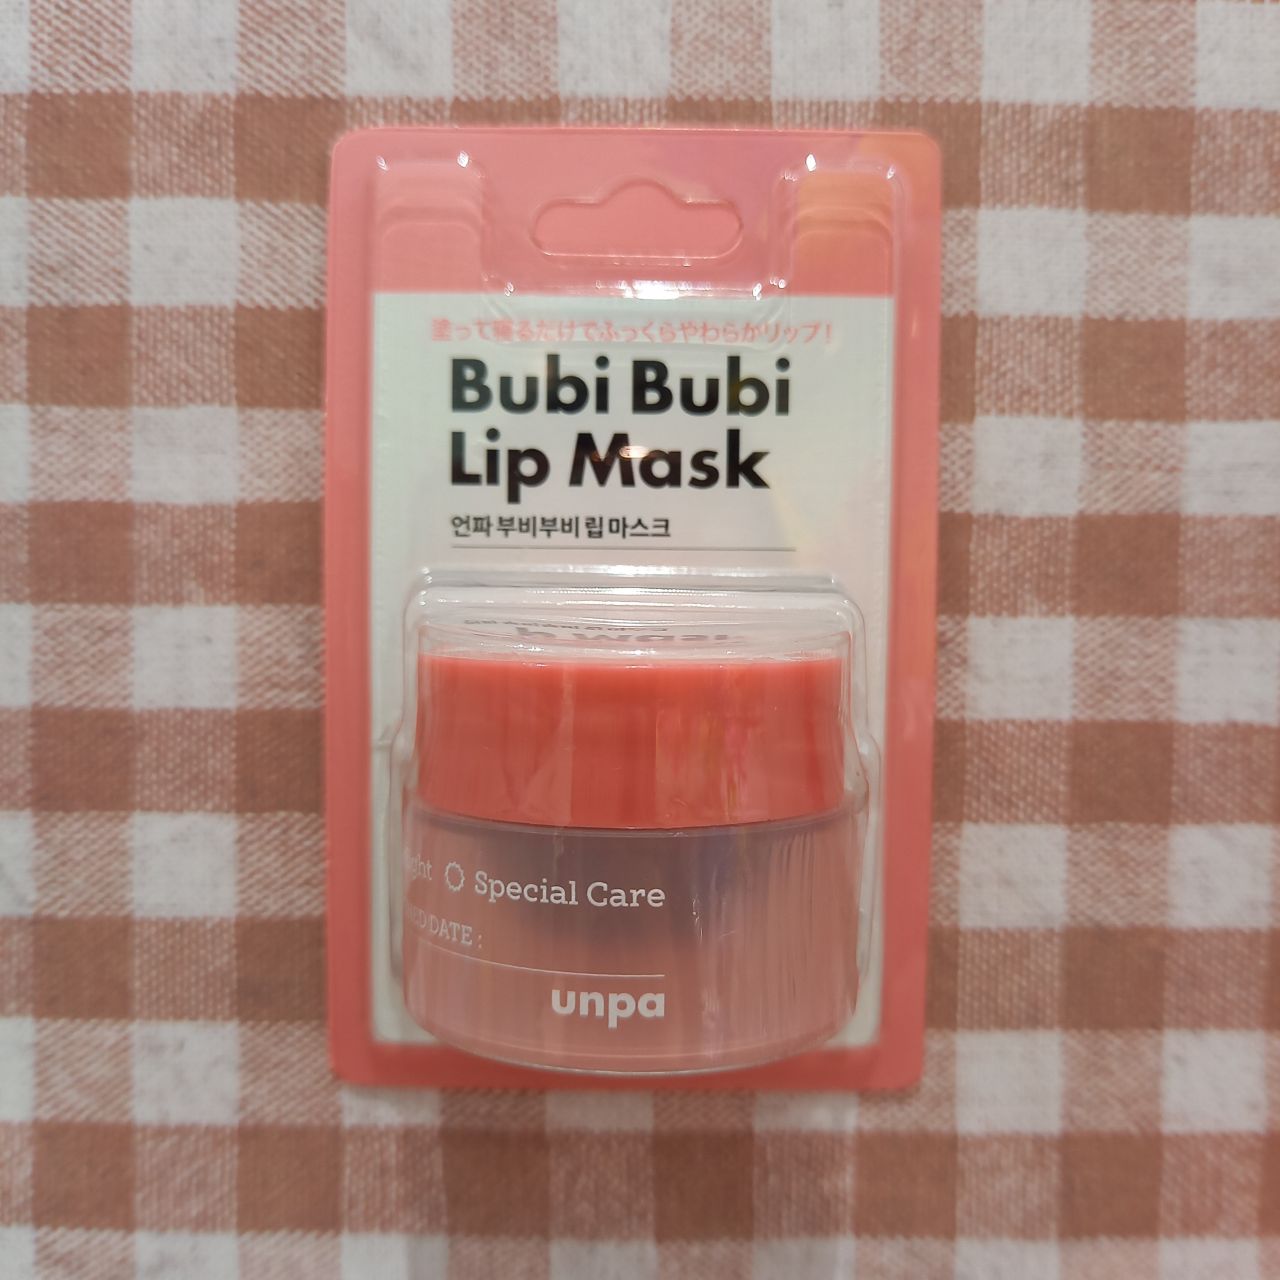 塗って寝るだけでふっくらやわらかリップ!
Bubi Bubi
Lip Mask
언파 부비부비 립 마스크
Special Care
DATE :
unpa